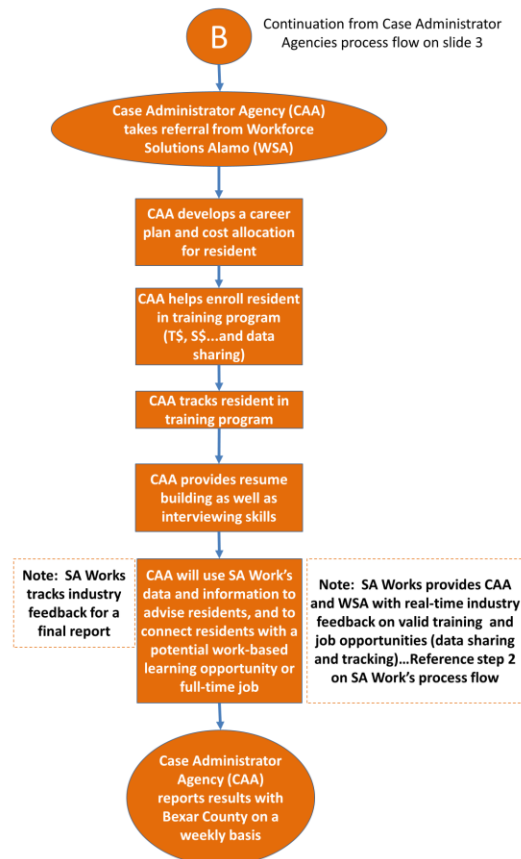 B
Continuation from Case Administrator
Agencies process flow on slide 3
Case Administrator Agency (CAA)
takes referral from Workforce
Solutions Alamo (WSA)
CAA develops a career
plan and cost allocation
for resident
CAA helps enroll resident
in training program
(T$, S$...and data
sharing)
CAA tracks resident in
training program
CAA provides resume
building as well as
interviewing skills
Note:  SA Works
tracks industry
feedback for a
final report
CAA will use SA Work’s
data and information to
advise residents, and to
connect residents with a
potential work-based
learning opportunity or
full-time job
Note:  SA Works provides CAA
and WSA with real-time industry
feedback on valid training  and
job opportunities (data sharing
and tracking)…Reference step 2
on SA Work’s process flow
Case Administrator
Agency (CAA)
reports results with
Bexar County on a
weekly basis